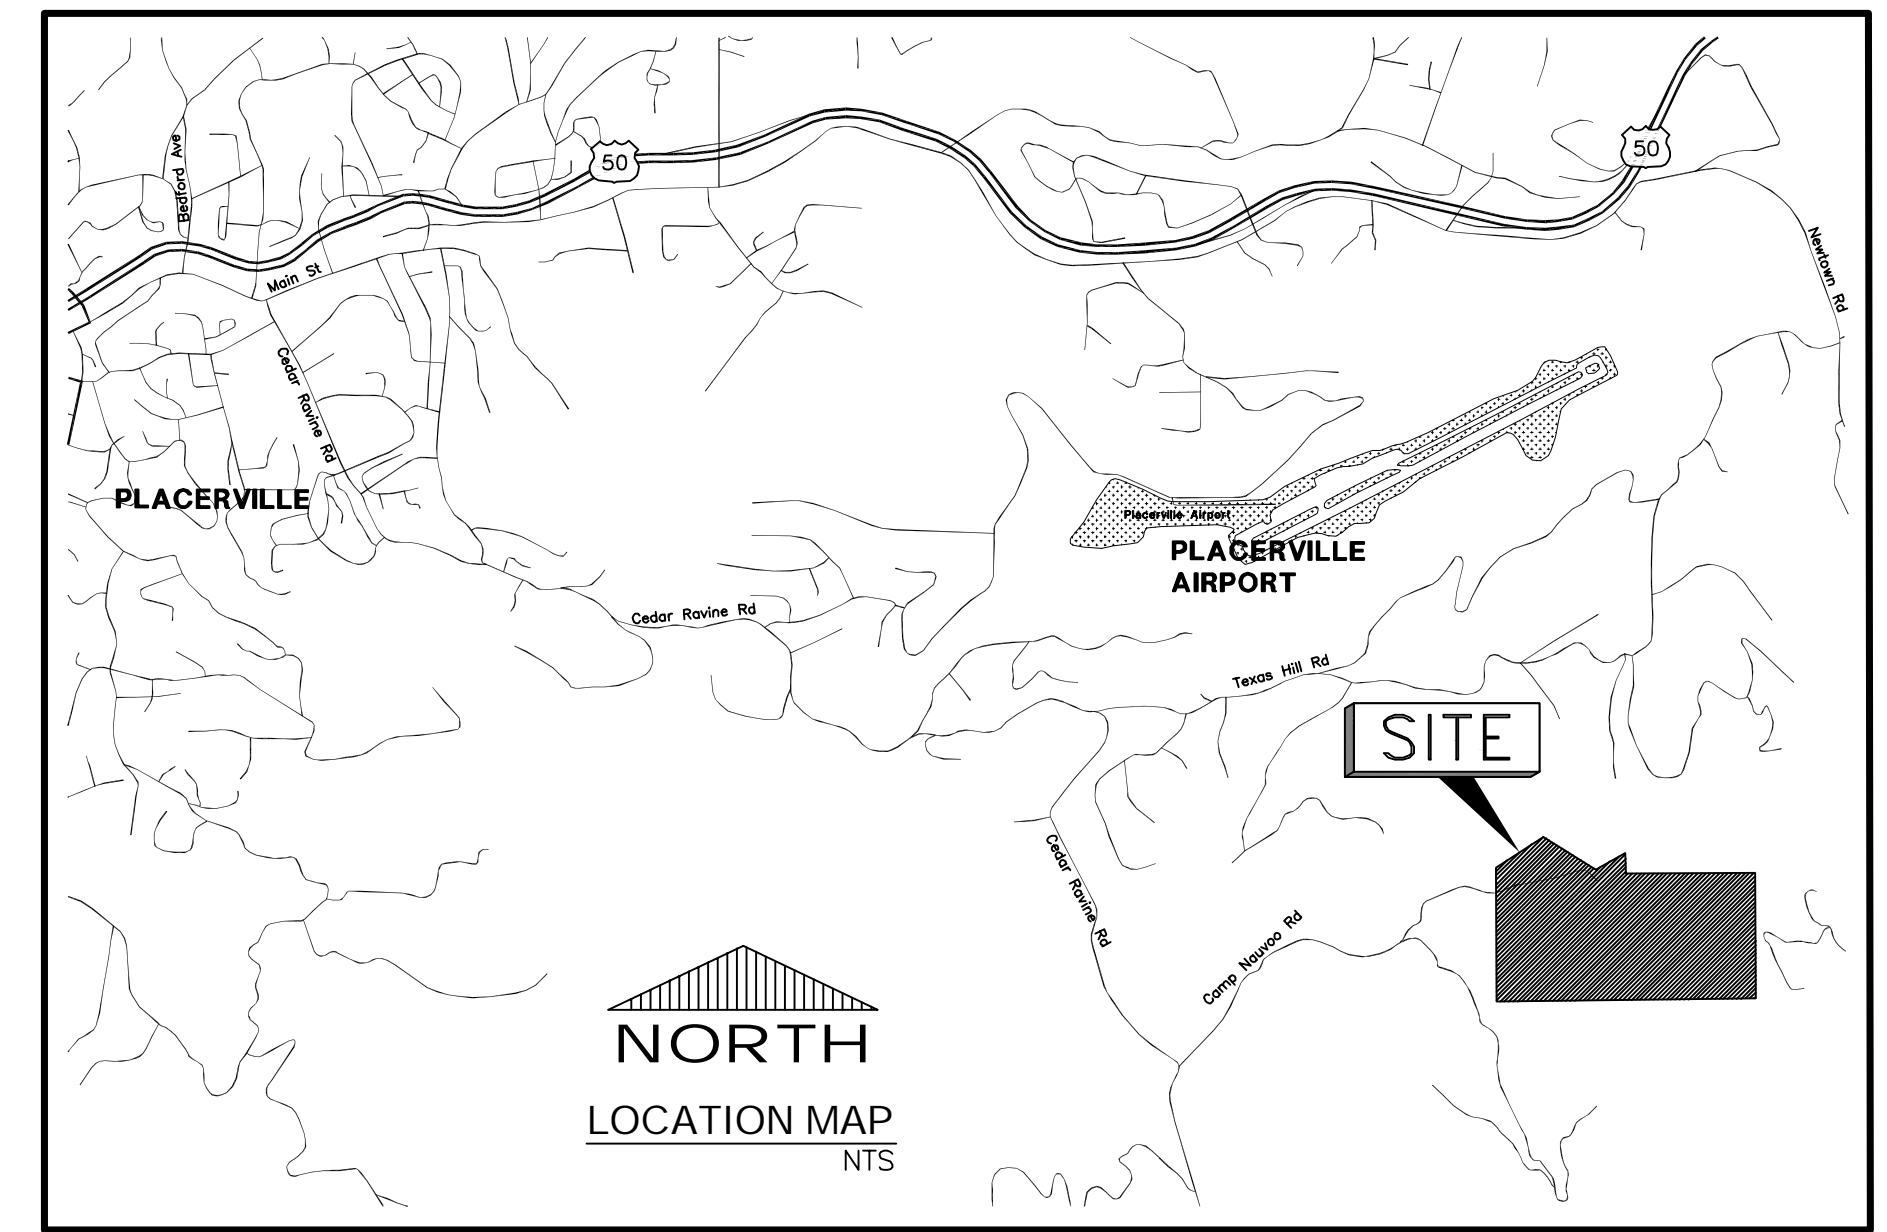 50
50
Bedford Ave
Newtown Rd
Main St
Cedar Ravine Rd
PLACERVILLE
Placerville Airport
PLACERVILLE
AIRPORT
Cedar Ravine Rd
Texas Hill Rd
SITE
Cedar Ravine Rd
Camp Nauvoo Rd
NORTH
LOCATION MAP
NTS